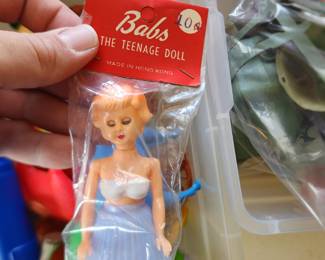 Babs
10¢
THE TEENAGE DOLL
MADE IN HONG KONG